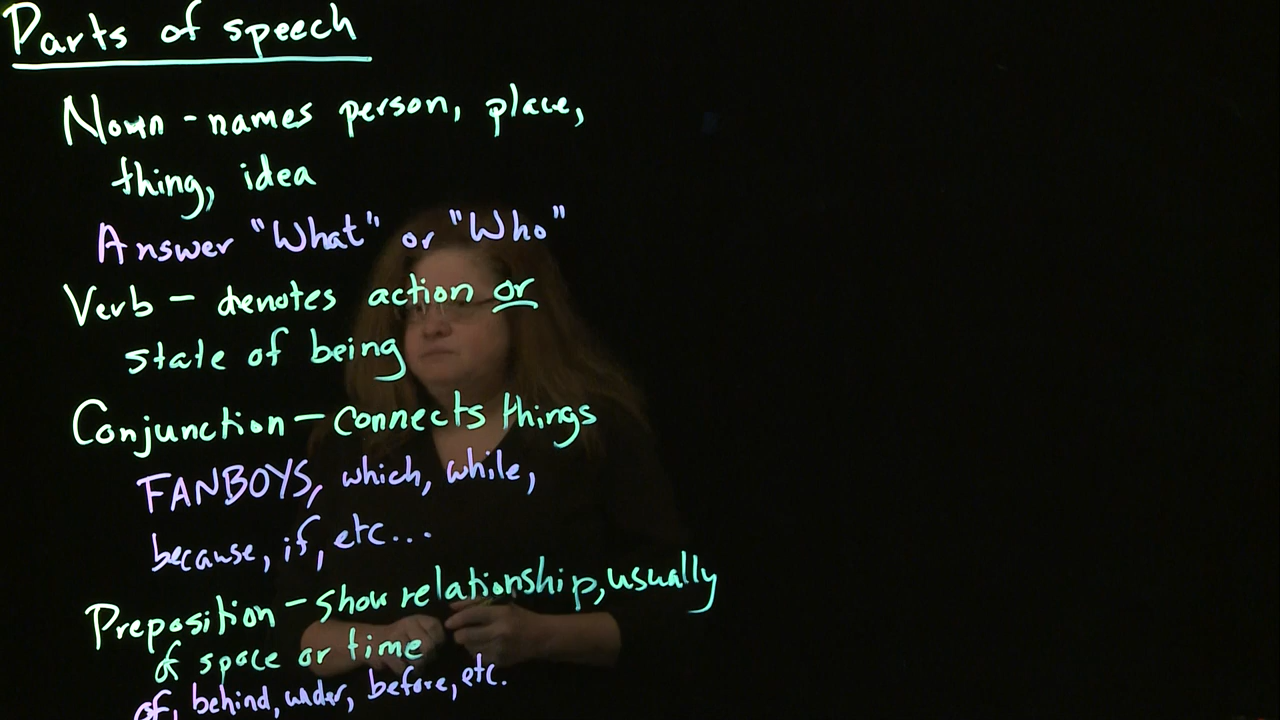 Parts of speech
Noun - names person, place,
thing, idea
Answer "What" or "Who"
Verb - denotes action or
state of being
Conjunction - connects things
FANBOYS, which, while,
because, if, etc...
Preposition - show relationship, usually
of space or time
of, behind, under, before, etc.